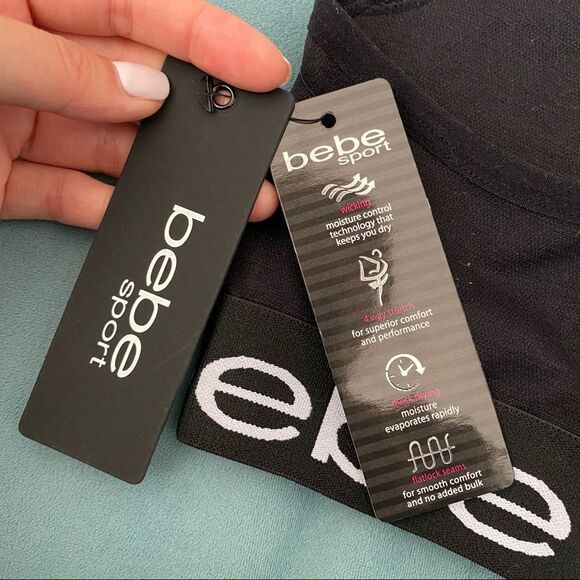 bebe
sport
bebe
sport
wicking
moisture control
technology that
keeps you dry
4 way stretch
for superior comfort
and performance
quick drying
moisture
evaporates rapidly
flatlock seams
for smooth comfort
and no added bulk
ebe